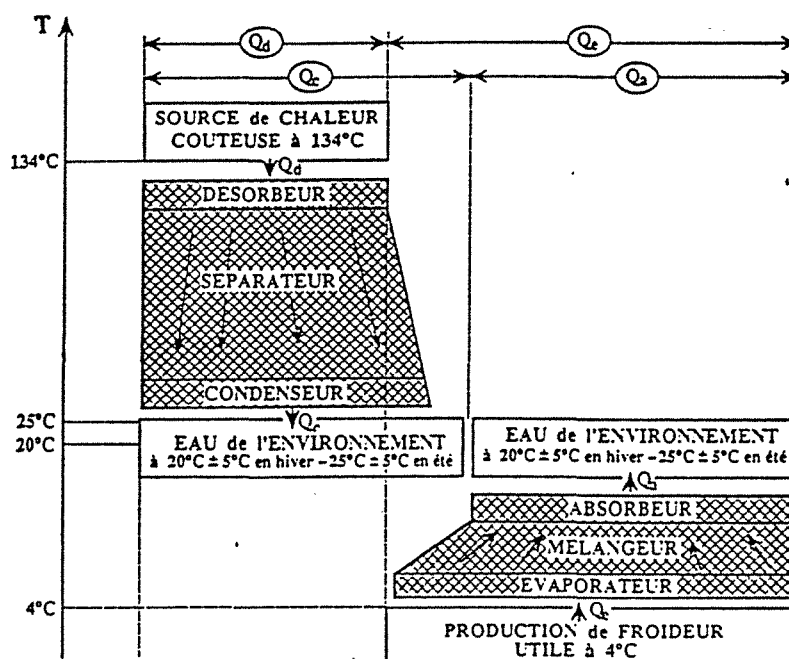 T
Qd
Qe
Qc
Qa
SOURCE de CHALEUR
COUTEUSE à 134°C
134°C
Qd
DESORBEUR
SEPARATEUR
CONDENSEUR
25°C
Qc
20°C
EAU de l'ENVIRONNEMENT
à 20°C ± 5°C en hiver – 25°C ± 5°C en été
EAU de l'ENVIRONNEMENT
à 20°C ± 5°C en hiver – 25°C ± 5°C en été
Qa
ABSORBEUR
MELANGEUR
EVAPORATEUR
4°C
PRODUCTION de FROIDEUR
UTILE à 4°C